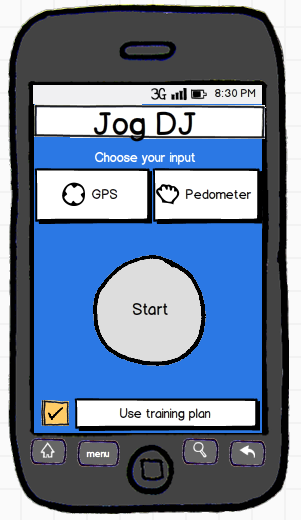 3G 8:30 PM
Jog DJ
Choose your input
GPS Pedometer
Start
Use training plan
menu